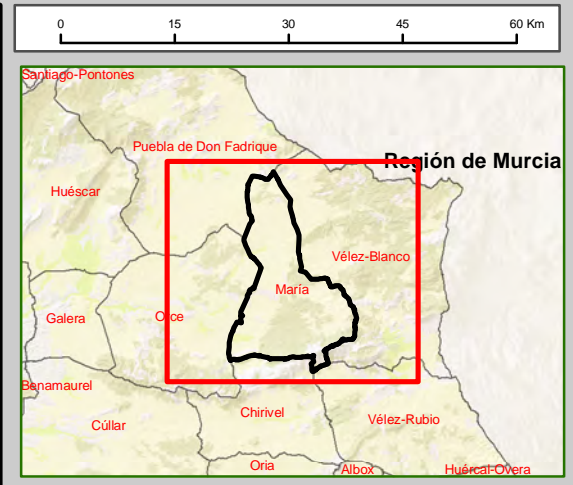 0 15 30 45 60 Km
Santiago-Pontones
Puebla de Don Fadrique
Región de Murcia
Huéscar
Vélez-Blanco
María
Galera
Orce
Benamaurel
Chirivel
Cúllar
Vélez-Rubio
Oria
Albox
Huércal-Overa